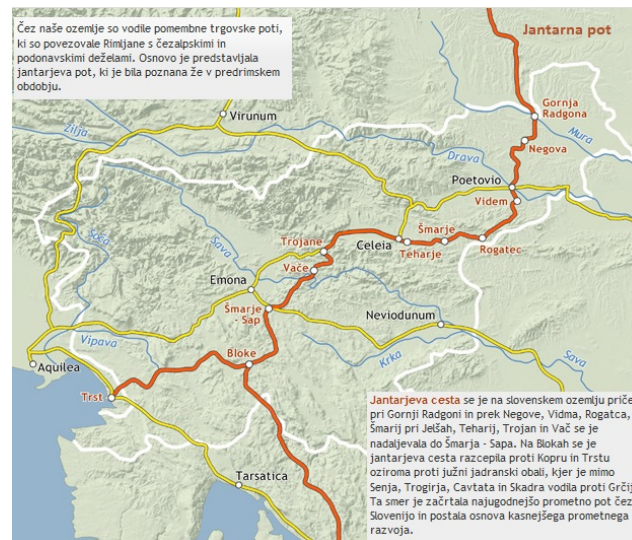 Čez naše ozemlje so vodile pomembne trgovske poti,
ki so povezovale Rimljane s čezalpskimi in
podonavskimi deželami. Osnovo je predstavljala
jantarjeva pot, ki je bila poznana že v predrimskem
obdobju.
Jantarna pot
Gornja
Radgona
Virunum
Zilja
Mura
Negova
Drava
Poetovio
Videm
Soča
Sava
Trojane
Celeia
Šmarje
Teharje
Rogatec
Vače
Emona
Šmarje
- Sap
Neviodunum
Vipava
Bloke
Krka
Sava
Aquilea
Trst
Tarsatica
Jantarjeva cesta se je na slovenskem ozemlju priče
pri Gornji Radgoni in prek Negove, Vidma, Rogatca,
Šmarij pri Jelšah, Teharij, Trojan in Vač se je
nadaljevala do Šmarja - Sapa. Na Blokah se je
jantarjeva cesta razcepila proti Kopru in Trstu
oziroma proti južni jadranski obali, kjer je mimo
Senja, Trogirja, Cavtata in Skadra vodila proti Grčij
Ta smer je začrtala najugodnejšo prometno pot čez
Slovenijo in postala osnova kasnejšega prometnega
razvoja.